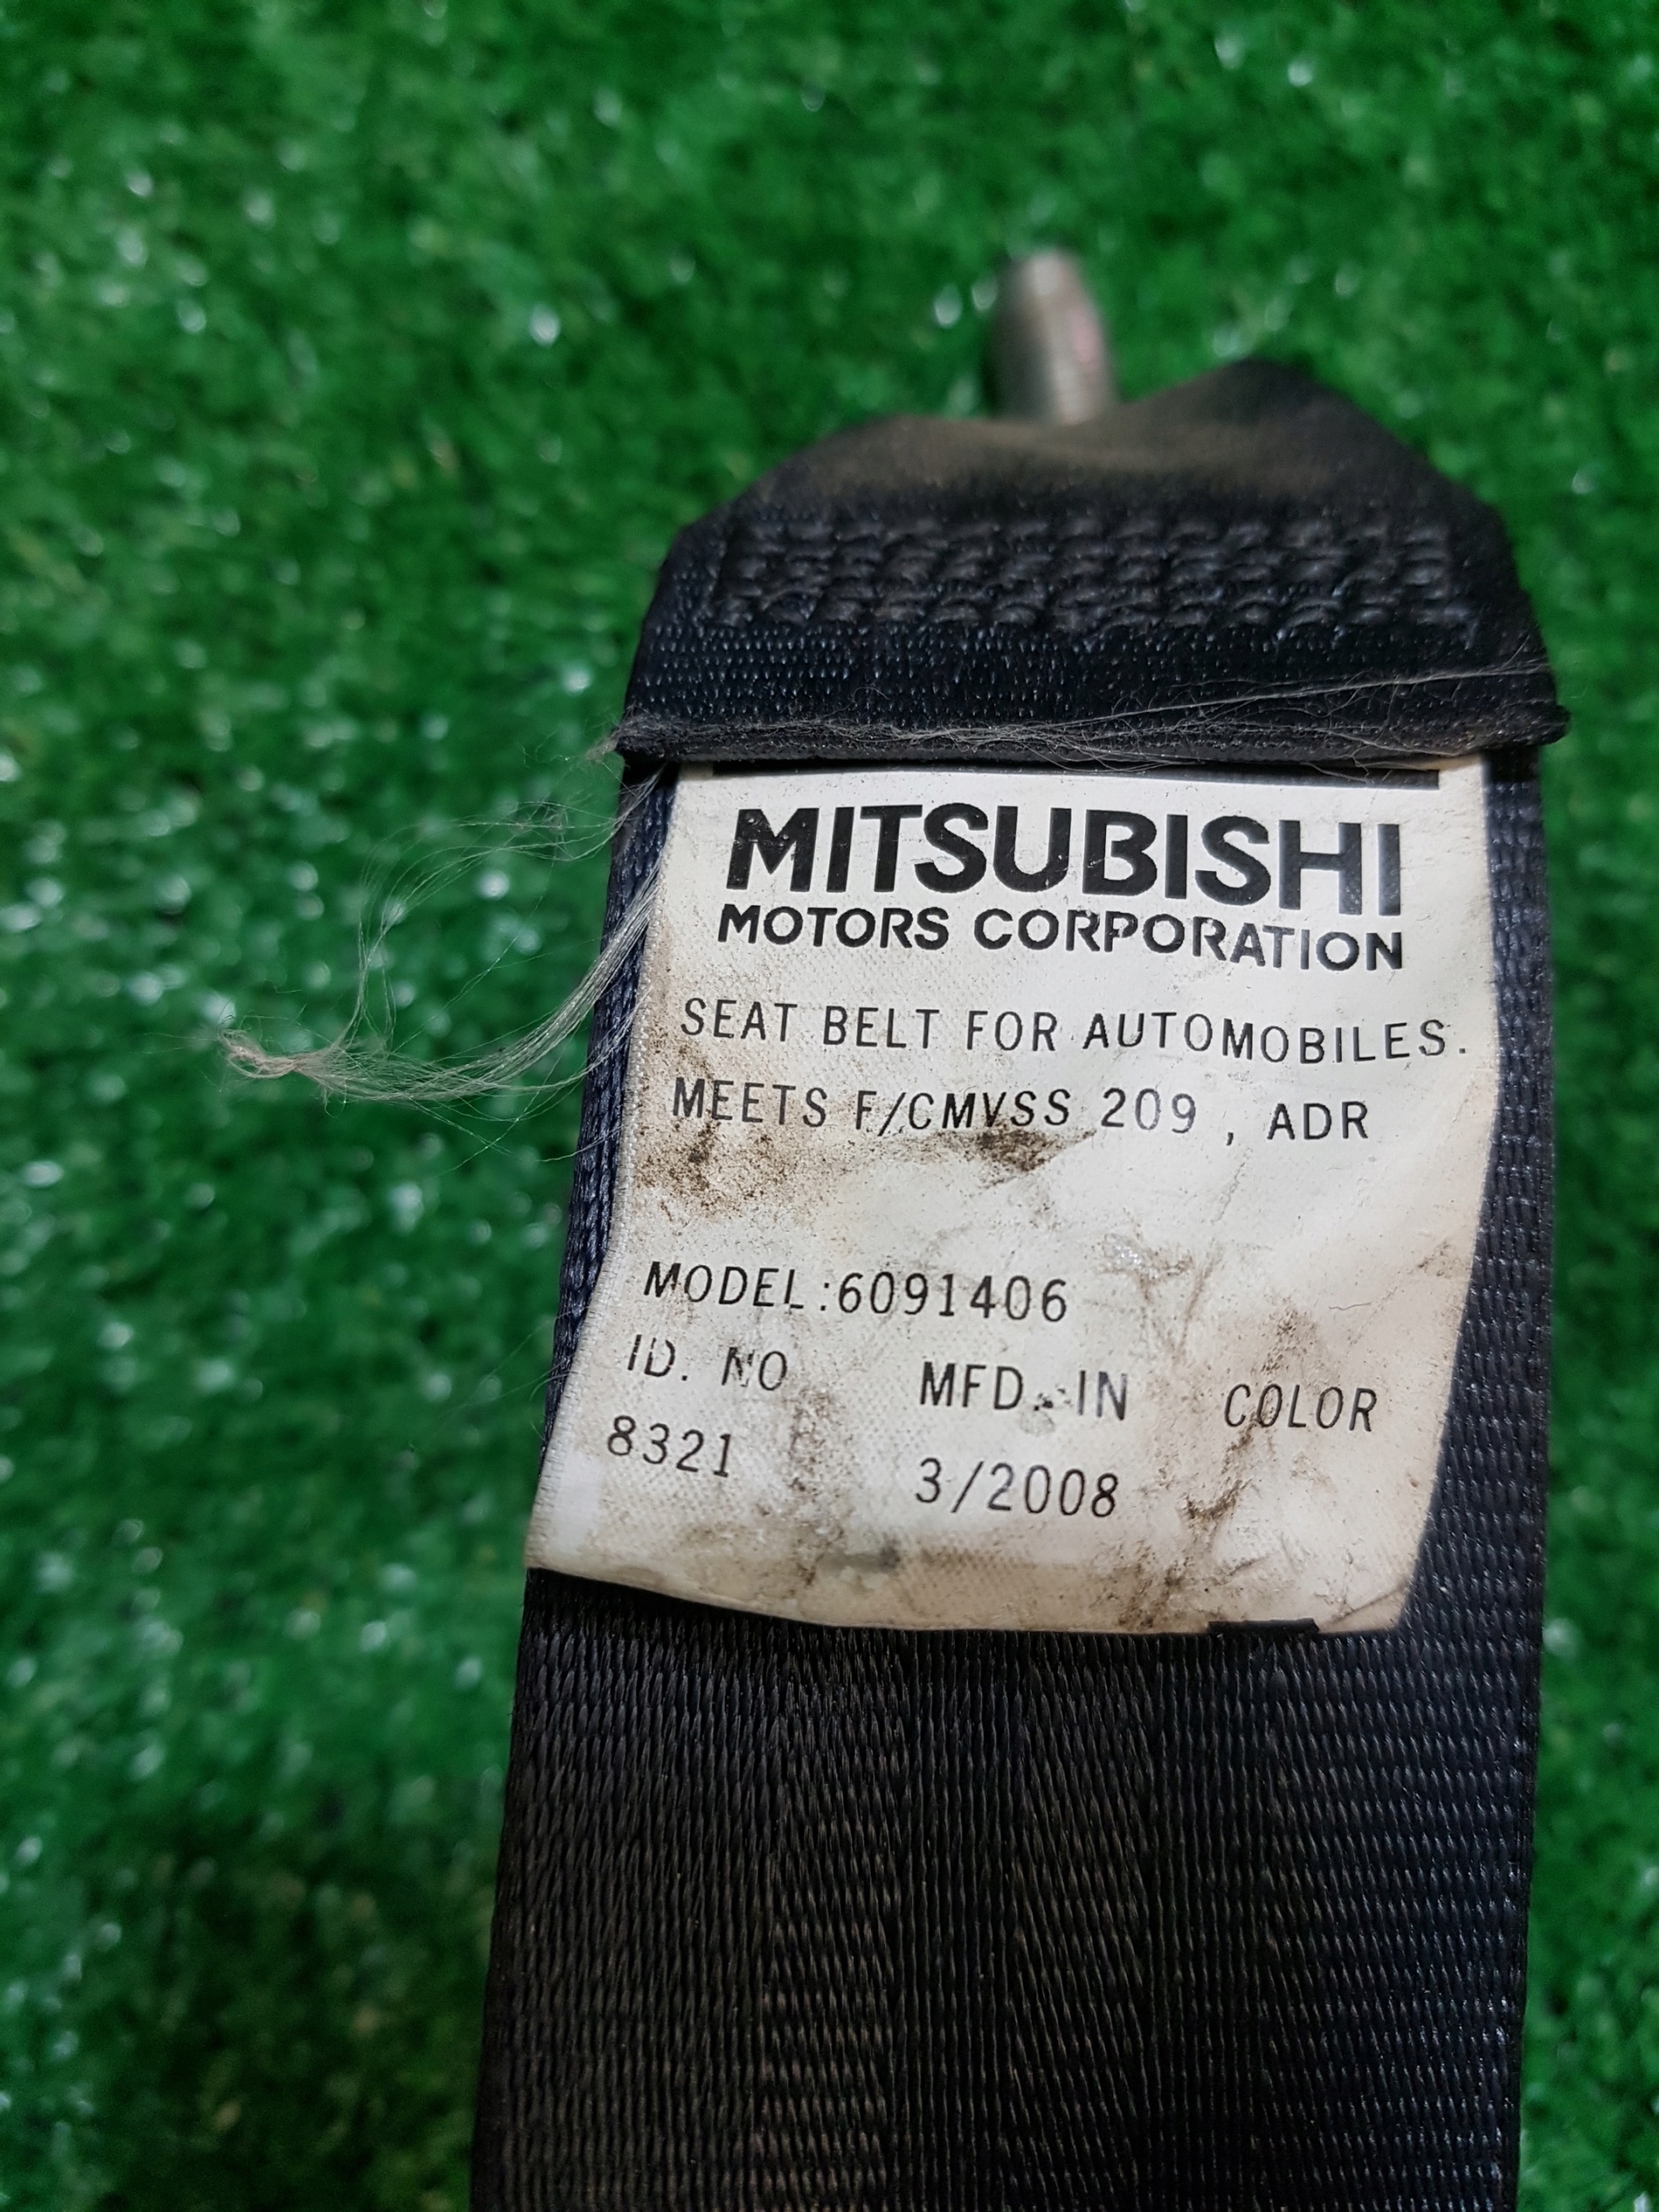 MITSUBISHI
MOTORS CORPORATION
SEAT BELT FOR AUTOMOBILES.
MEETS F/CMVSS 209 , ADR
MODEL:6091406
ID. NO MFD. IN COLOR
8321 3/2008